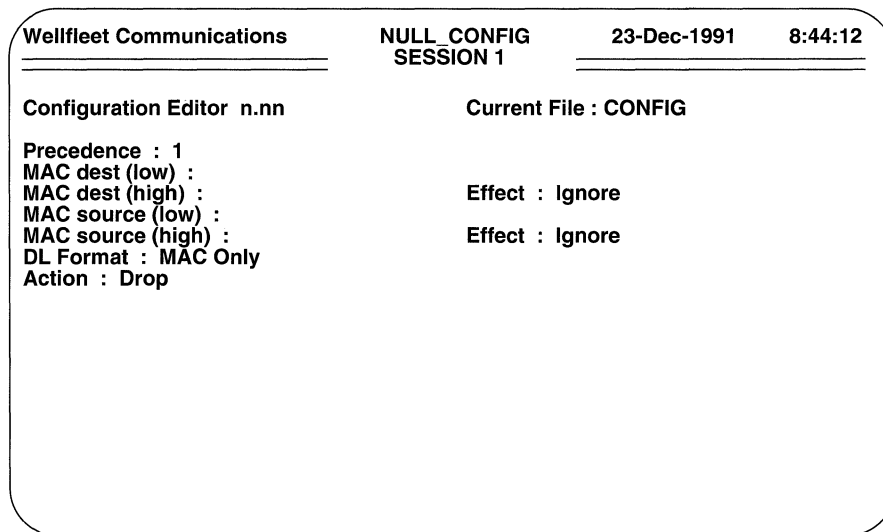 Wellfleet Communications NULL_CONFIG 23-Dec-1991 8:44:12
SESSION 1
Configuration Editor n.nn Current File : CONFIG
Precedence : 1
MAC dest (low) :
MAC dest (high) : Effect : Ignore
MAC source (low) :
MAC source (high) : Effect : Ignore
DL Format : MAC Only
Action : Drop